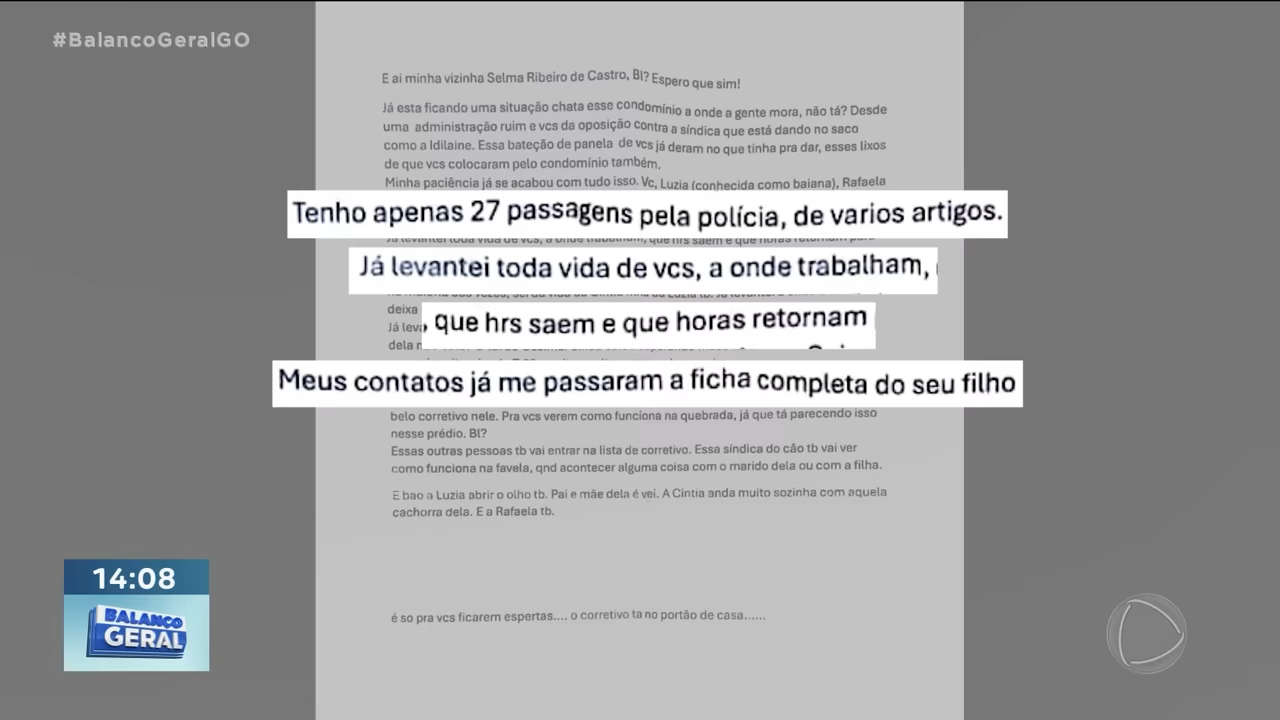 #BalancoGeralGO
E ai minha vizinha Selma Ribeiro de Castro, Bl? Espero que sim!
Já esta ficando uma situação chata esse condomínio a onde a gente mora, não tá? Desde
uma administração ruim e vcs da oposição contra a síndica que está dando no saco
como a Idilaine. Essa bateção de panela de vcs já deram no que tinha pra dar, esses lixos
de que vcs colocaram pelo condomínio também.
Minha paciência já se acabou com tudo isso. Vc, Luzia (conhecida como baiana), Rafaela
Tenho apenas 27 passagens pela polícia, de varios artigos.
Já levantei toda vida de vcs, a onde trabalham,
, que hrs saem e que horas retornam
deixa
Já leva
dela
Meus contatos já me passaram a ficha completa do seu filho
belo corretivo nele. Pra vcs verem como funciona na quebrada, já que tá parecendo isso
nesse prédio. Bl?
Essas outras pessoas tb vai entrar na lista de corretivo. Essa síndica do cão tb vai ver
como funciona na favela, qnd acontecer alguma coisa com o marido dela ou com a filha.
E bao a Luzia abrir o olho tb. Pai e mãe dela é vei. A Cintia anda muito sozinha com aquela
cachorra dela. E a Rafaela tb.
é so pra vcs ficarem espertas.... o corretivo ta no portão de casa......
14:08
BALANÇO
GERAL